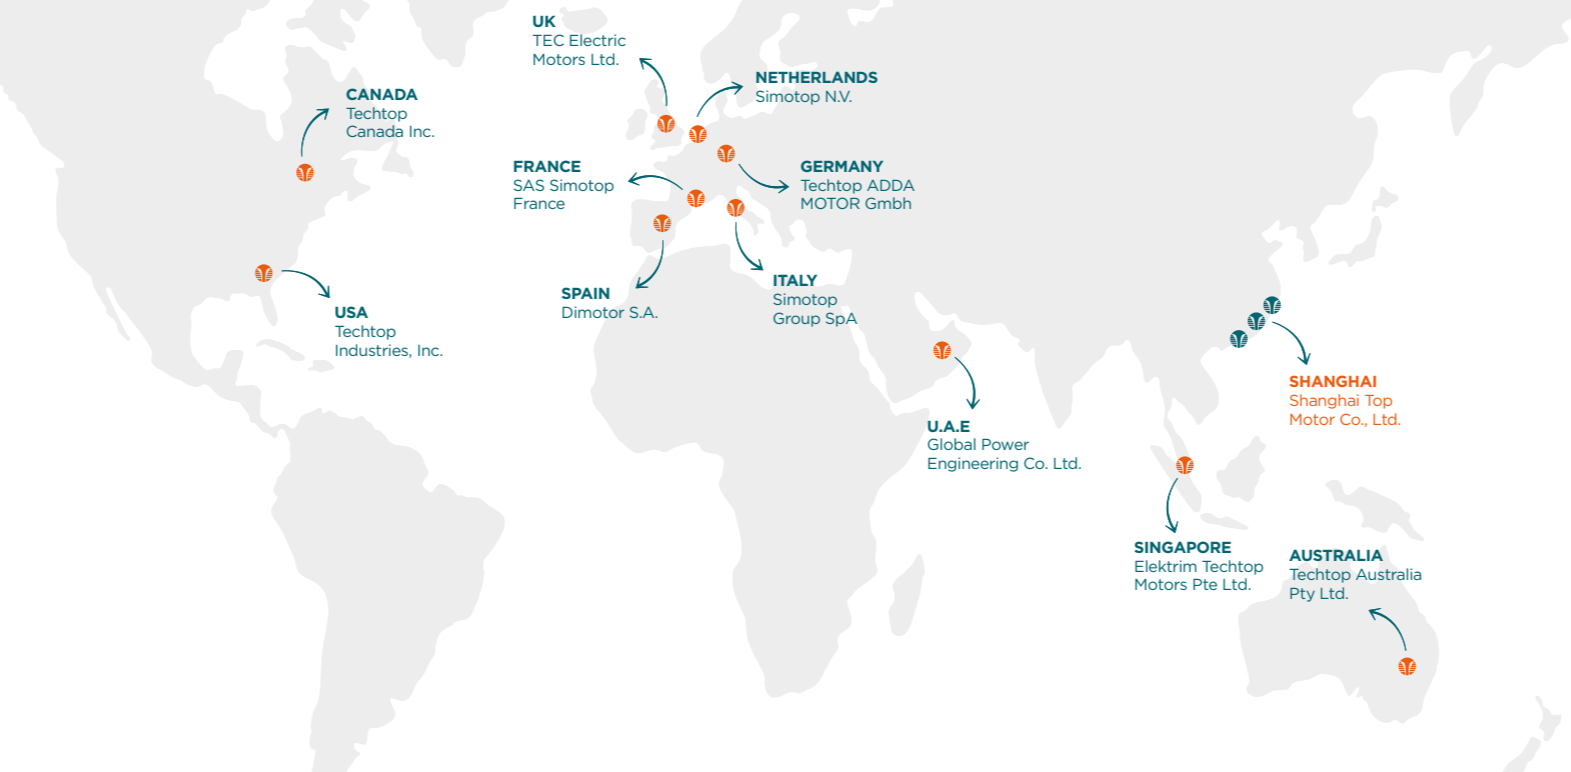 UK
TEC Electric
Motors Ltd.
NETHERLANDS
Simotop N.V.
CANADA
Techtop
Canada Inc.
FRANCE
SAS Simotop
France
GERMANY
Techtop ADDA
MOTOR Gmbh
SPAIN
Dimotor S.A.
ITALY
Simotop
Group SpA
USA
Techtop
Industries, Inc.
SHANGHAI
Shanghai Top
Motor Co., Ltd.
U.A.E
Global Power
Engineering Co. Ltd.
SINGAPORE
Elektrim Techtop
Motors Pte Ltd.
AUSTRALIA
Techtop Australia
Pty Ltd.